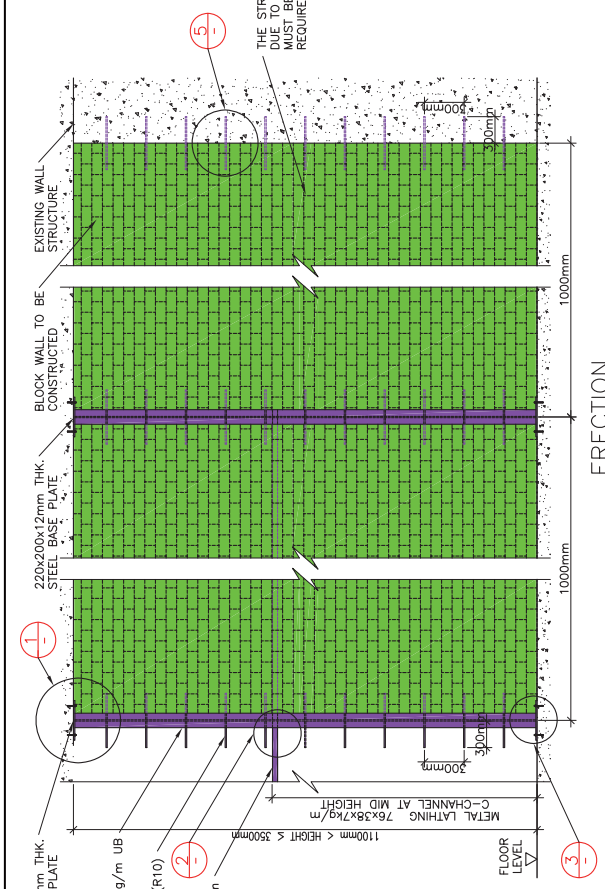 mm THK.
PLATE
g/m UB
(R10)
1
-
2
-
3
-
5
-
220x200x12mm THK.
STEEL BASE PLATE
BLOCK WALL TO BE
CONSTRUCTED
EXISTING WALL
STRUCTURE
THE STR
DUE TO
MUST BE
REQUIRE
1100mm < HEIGHT ≤ 3500mm
METAL LATHING 76x38x7kg/m
C-CHANNEL AT MID HEIGHT
300mm
300mm
300mm
300mm
FLOOR
LEVEL
1000mm
1000mm
ERECTION